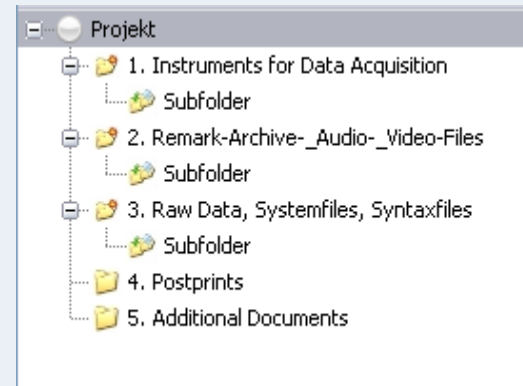 Projekt
1. Instruments for Data Acquisition
Subfolder
2. Remark-Archive-_Audio-_Video-Files
Subfolder
3. Raw Data, Systemfiles, Syntaxfiles
Subfolder
4. Postprints
5. Additional Documents